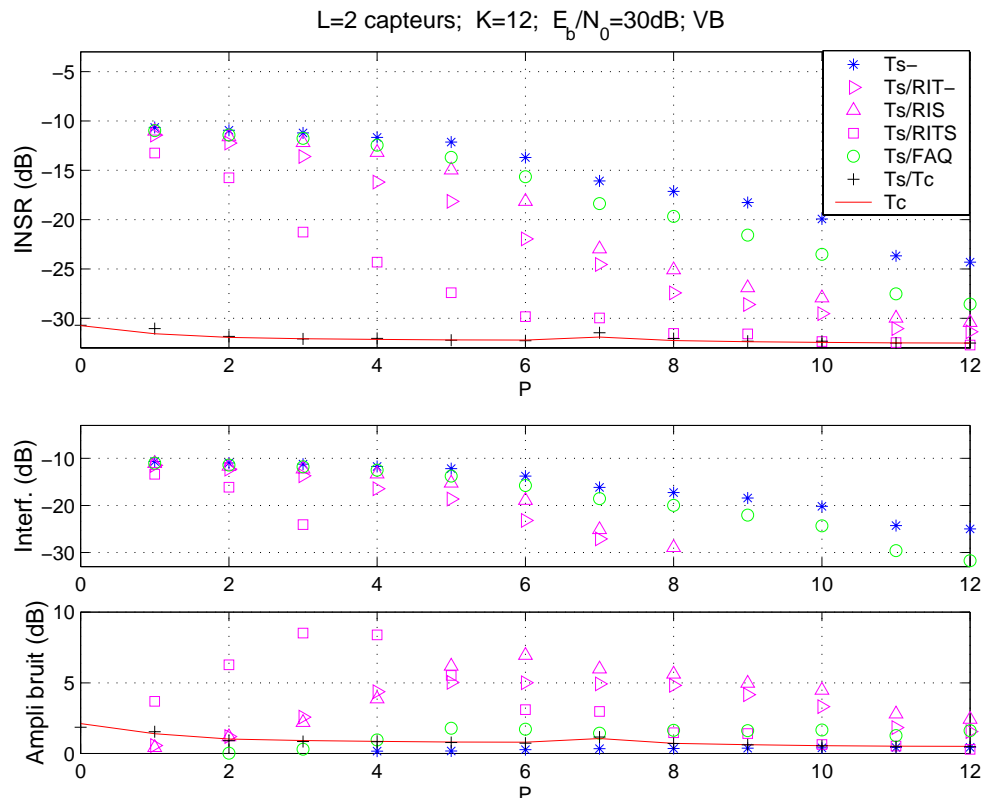 L=2 capteurs; K=12; E_b/N_0=30dB; VB
INSR (dB)
−5
−10
−15
−20
−25
−30
0 2 4 6 8 10 12
P
Ts−
Ts/RIT−
Ts/RIS
Ts/RITS
Ts/FAQ
Ts/Tc
Tc
Interf. (dB)
−10
−20
−30
0 2 4 6 8 10 12
Ampli bruit (dB)
10
5
0
0 2 4 6 8 10 12
P